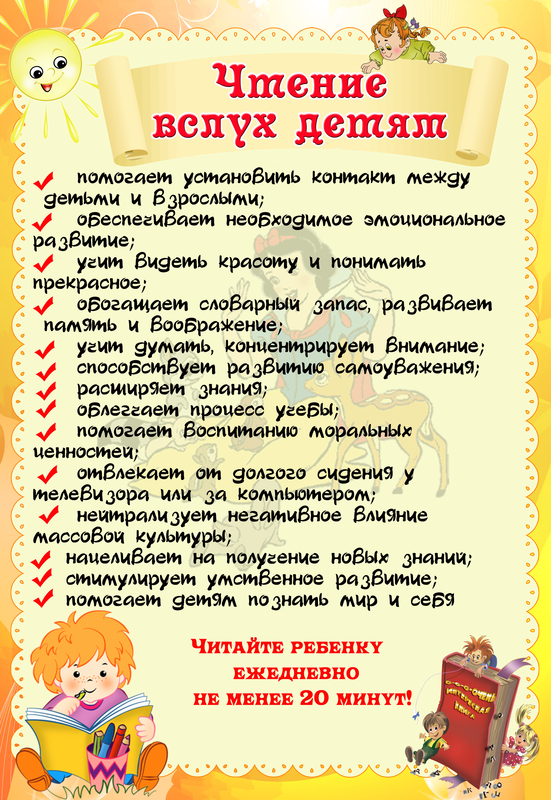 Чтение
вслух детям
помогает установить контакт между
детьми и взрослыми;
обеспечивает необходимое эмоциональное
развитие;
учит видеть красоту и понимать
прекрасное;
обогащает словарный запас, развивает
память и воображение;
учит думать, концентрирует внимание;
способствует развитию самоуважения;
расширяет знания;
облегчает процесс учебы;
помогает воспитанию моральных
ценностей;
отвлекает от долгого сидения у
телевизора или за компьютером;
нейтрализует негативное влияние
массовой культуры;
нацеливает на получение новых знаний;
стимулирует умственное развитие;
помогает детям познать мир и себя
Читайте ребенку
ежедневно
не менее 20 минут!
О-О-О-ОЧЕНЬ
ИНТЕРЕСНАЯ
КНИГА